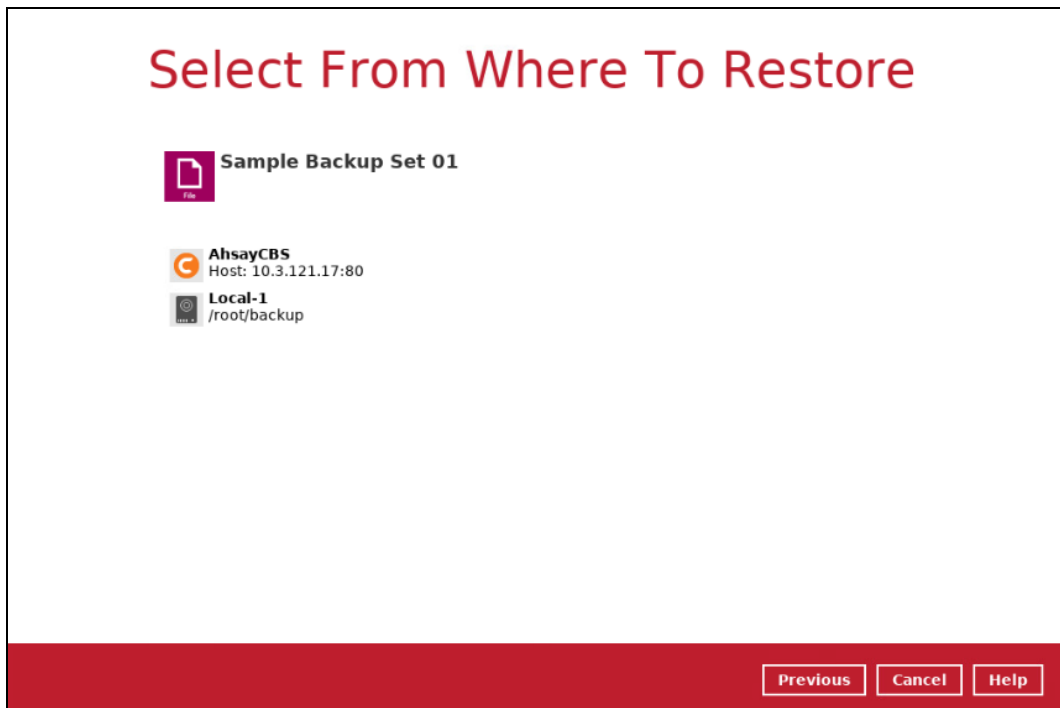 Select From Where To Restore
Sample Backup Set 01
File
AhsayCBS
Host: 10.3.121.17:80
Local-1
/root/backup
Previous
Cancel
Help